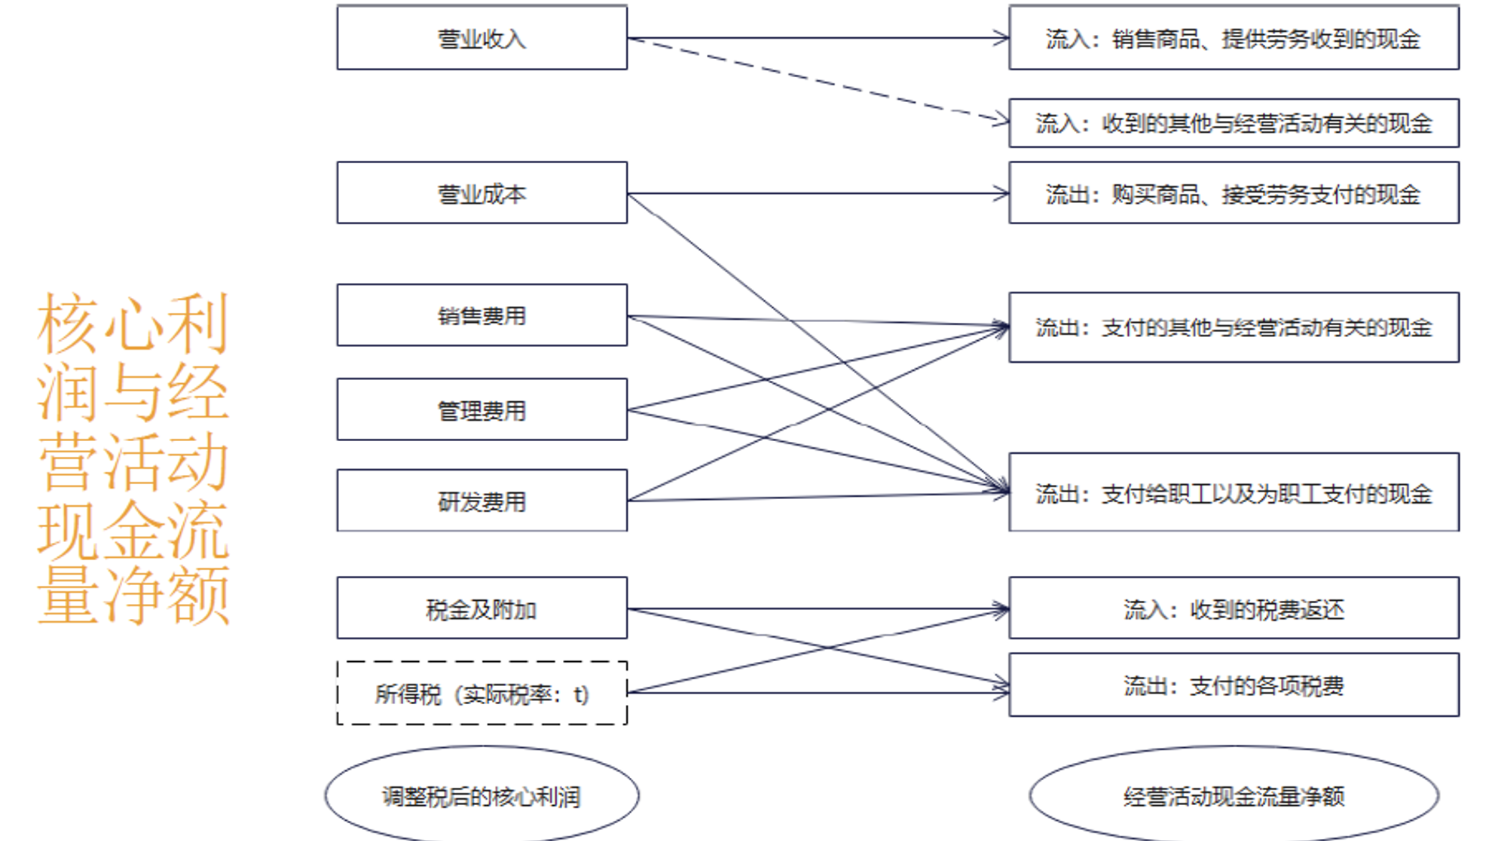 核心利
润与经
营活动
现金流
量净额
营业收入
流入：销售商品、提供劳务收到的现金
流入：收到的其他与经营活动有关的现金
营业成本
流出：购买商品、接受劳务支付的现金
销售费用
流出：支付的其他与经营活动有关的现金
管理费用
研发费用
流出：支付给职工以及为职工支付的现金
税金及附加
流入：收到的税费返还
所得税（实际税率：t）
流出：支付的各项税费
调整税后的核心利润
经营活动现金流量净额